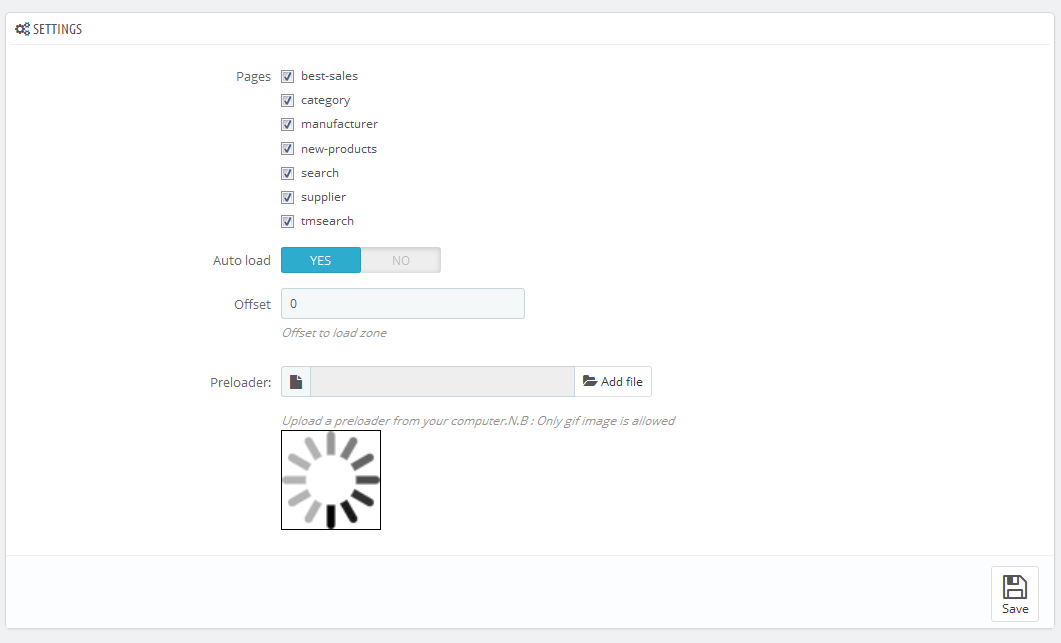 SETTINGS
Pages
best-sales
category
manufacturer
new-products
search
supplier
tmsearch
Auto load YES NO
Offset 0
Offset to load zone
Preloader: Add file
Upload a preloader from your computer.N.B : Only gif image is allowed
Save